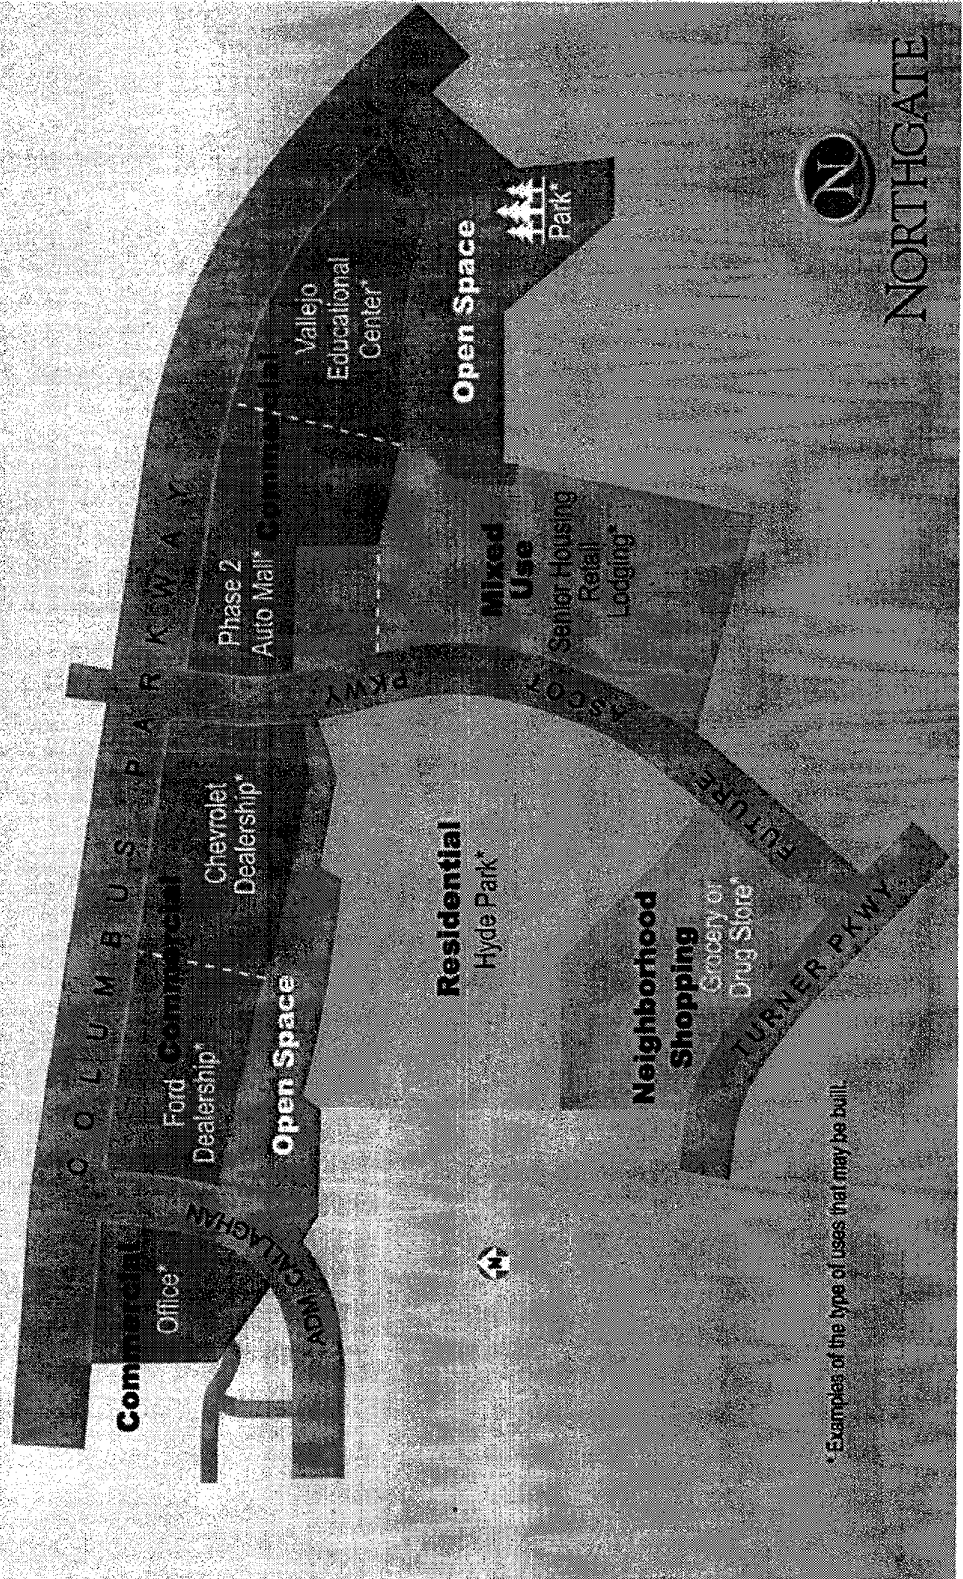 COLUMBUS PARKWAY
Commercial
Office*
ADM. CALLAGHAN
Commercial
Ford
Dealership*
Chevrolet
Dealership*
Open Space
Commercial
Phase 2
Auto Mall*
Vallejo
Educational
Center*
Open Space
Park*
FUTURE ASCOT PKWY
Mixed
Use
Senior Housing
Retail
Lodging*
Residential
Hyde Park*
Neighborhood
Shopping
Grocery or
Drug Store*
TURNER PKWY
N
* Examples of the type of uses that may be built.
N
NORTHGATE